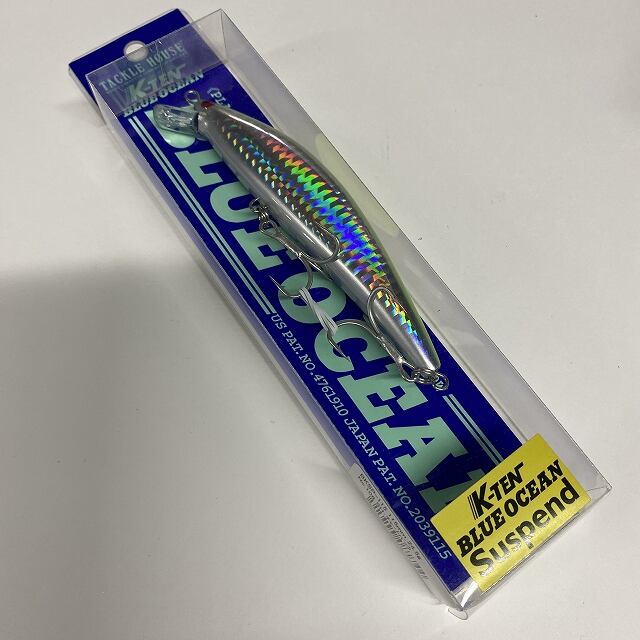 TACKLE HOUSE
K-TEN
BLUE OCEAN
BLUE OCEAN
US PAT.NO.4761910 JAPAN PAT.NO.2039115
K-TEN
BLUE OCEAN
Suspend